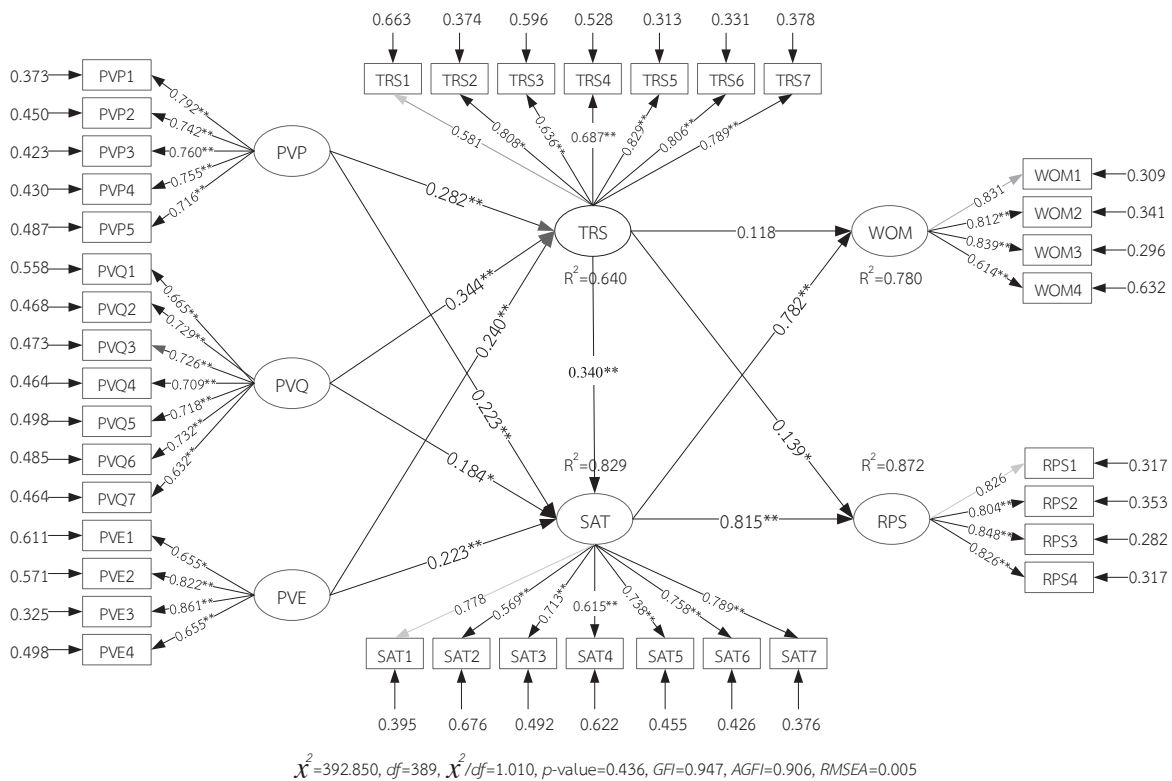 0.663 0.374 0.596 0.528 0.313 0.331 0.378
TRS1 TRS2 TRS3 TRS4 TRS5 TRS6 TRS7
0.581 0.808* 0.636** 0.687** 0.829** 0.806** 0.789**
0.373 PVP1 0.792**
0.450 PVP2 0.742**
0.423 PVP3 0.760**
0.430 PVP4 0.755**
0.487 PVP5 0.716**
PVP
0.558 PVQ1 0.665**
0.468 PVQ2 0.729**
0.473 PVQ3 0.726**
0.464 PVQ4 0.709**
0.498 PVQ5 0.718**
0.485 PVQ6 0.732**
0.464 PVQ7 0.632**
PVQ
0.611 PVE1 0.655*
0.571 PVE2 0.822**
0.325 PVE3 0.861**
0.498 PVE4 0.655**
PVE
0.282**
0.344**
0.240**
0.223**
0.184*
0.223**
TRS
R²=0.640
0.340**
R²=0.829
SAT
0.118
0.782**
0.139*
0.815**
WOM
R²=0.780
0.831 WOM1 0.309
0.812** WOM2 0.341
0.839** WOM3 0.296
0.614** WOM4 0.632
R²=0.872
RPS
0.826 RPS1 0.317
0.804** RPS2 0.353
0.848** RPS3 0.282
0.826** RPS4 0.317
0.778 0.569** 0.713** 0.615** 0.738** 0.758** 0.789**
SAT1 SAT2 SAT3 SAT4 SAT5 SAT6 SAT7
0.395 0.676 0.492 0.622 0.455 0.426 0.376
x²=392.850, df=389, x²/df=1.010, p-value=0.436, GFI=0.947, AGFI=0.906, RMSEA=0.005